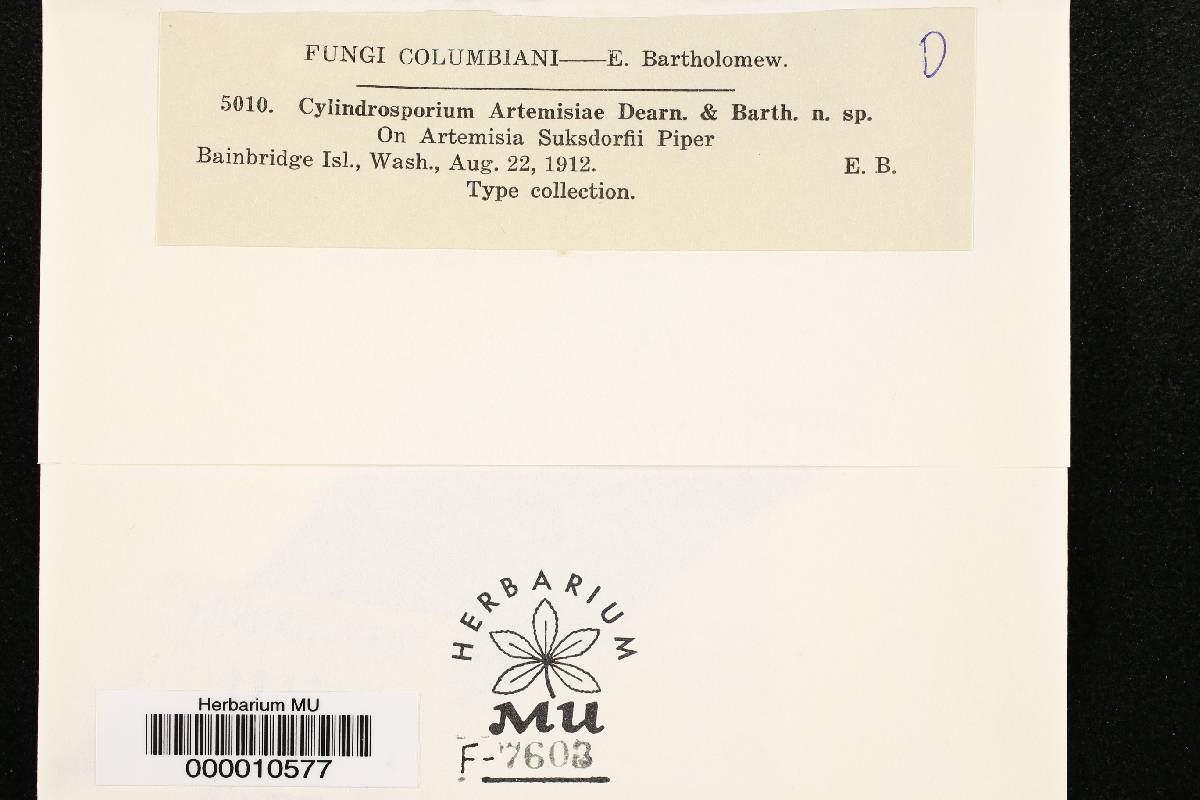 FUNGI COLUMBIANI——E. Bartholomew.
D
5010. Cylindrosporium Artemisiae Dearn. & Barth. n. sp.
On Artemisia Suksdorfii Piper
Bainbridge Isl., Wash., Aug. 22, 1912. E. B.
Type collection.
HERBARIUM
MU
F-7603
Herbarium MU
000010577